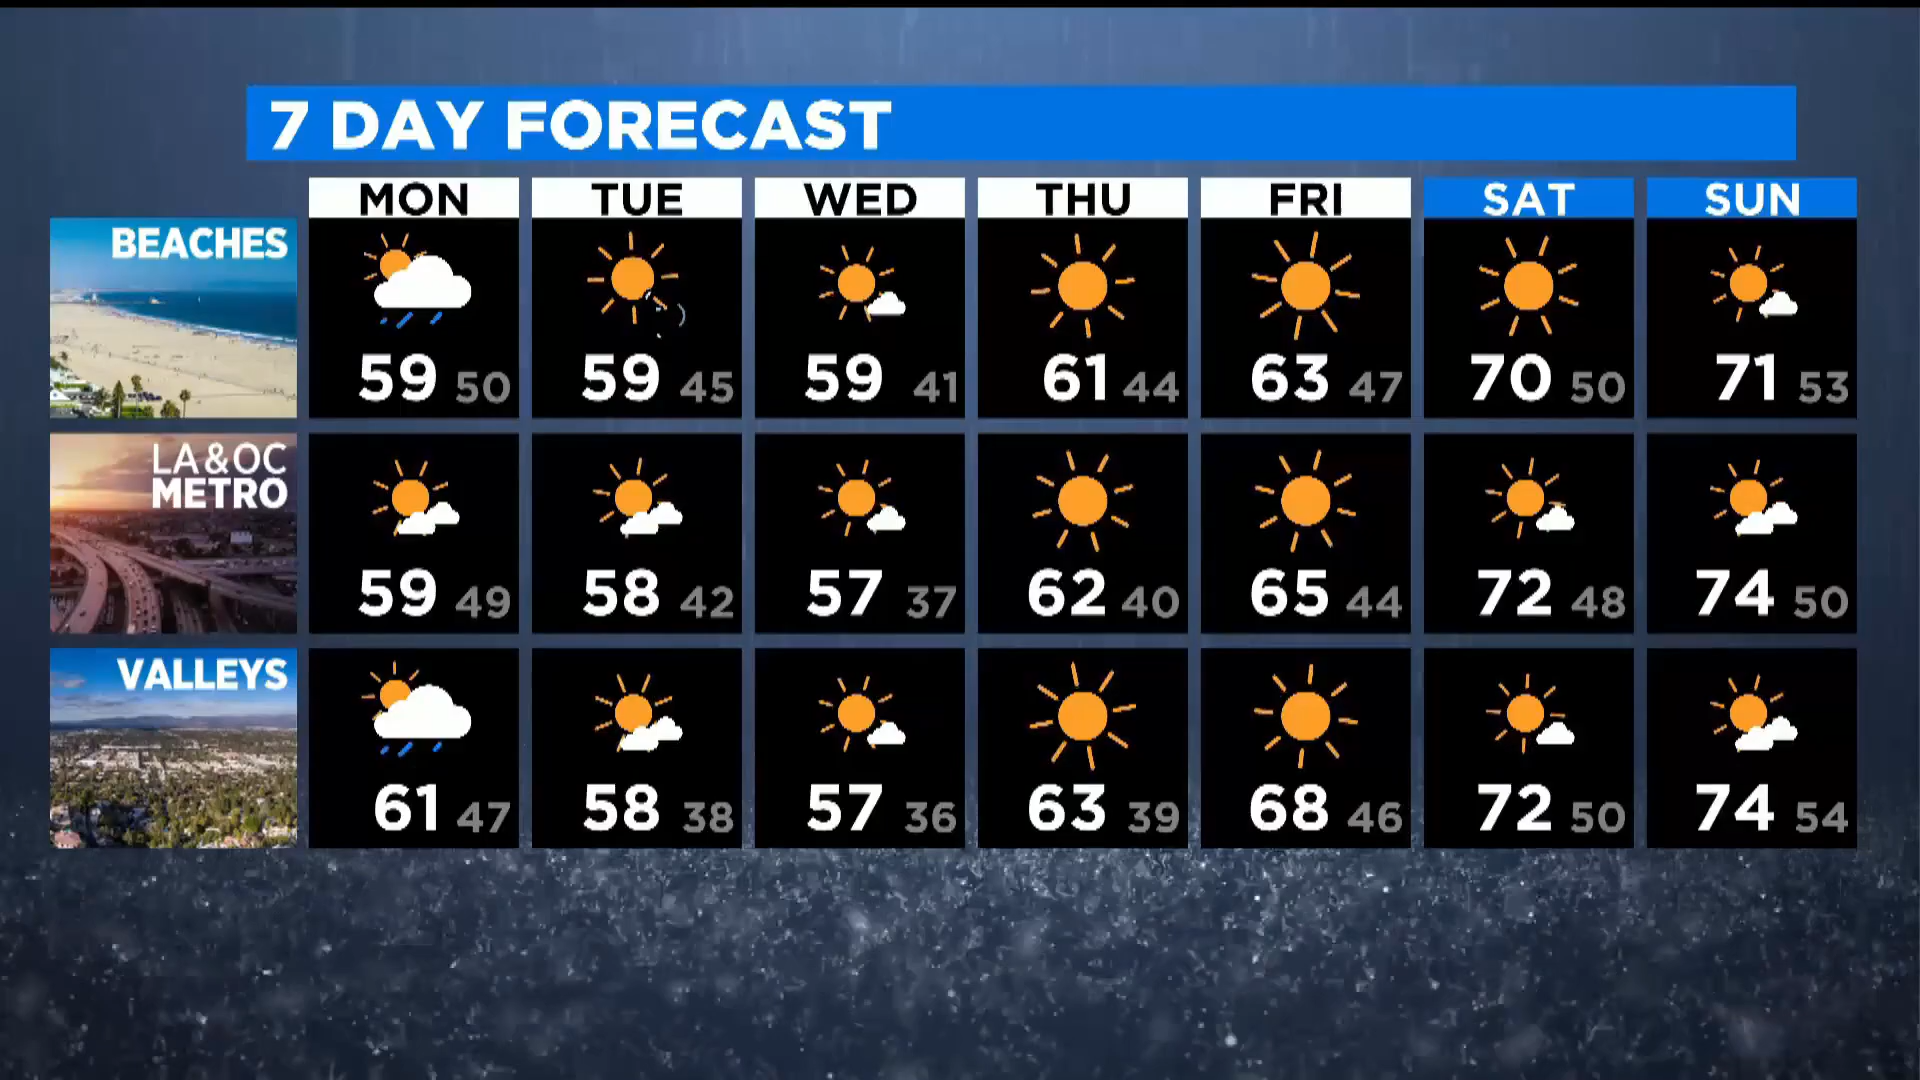 7 DAY FORECAST
MON TUE WED THU FRI SAT SUN
BEACHES
59 50 59 45 59 41 61 44 63 47 70 50 71 53
LA & OC
METRO
59 49 58 42 57 37 62 40 65 44 72 48 74 50
VALLEYS
61 47 58 38 57 36 63 39 68 46 72 50 74 54